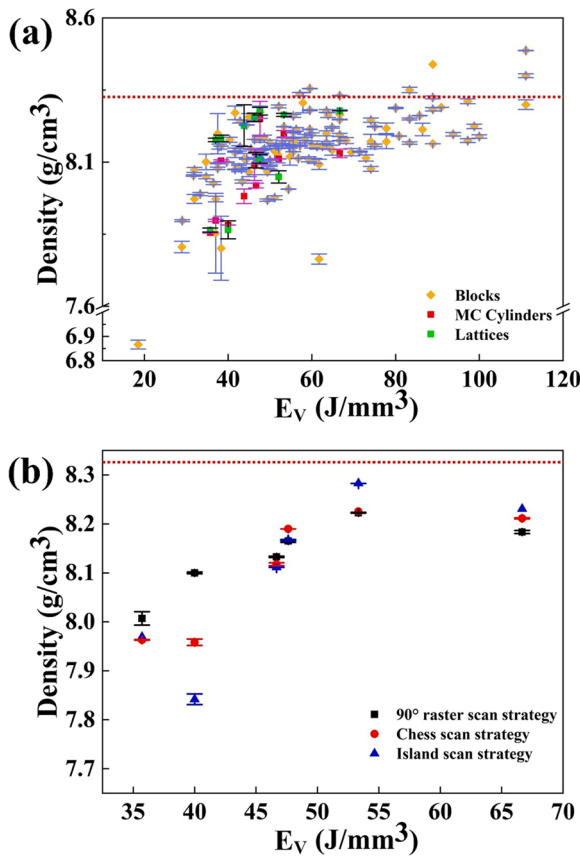 (a)
8.6
8.1
7.6
6.9
6.8
Density (g/cm3)
Blocks
MC Cylinders
Lattices
20 40 60 80 100 120
EV (J/mm3)
(b)
8.3
8.2
8.1
8.0
7.9
7.8
7.7
Density (g/cm3)
90° raster scan strategy
Chess scan strategy
Island scan strategy
35 40 45 50 55 60 65 70
EV (J/mm3)